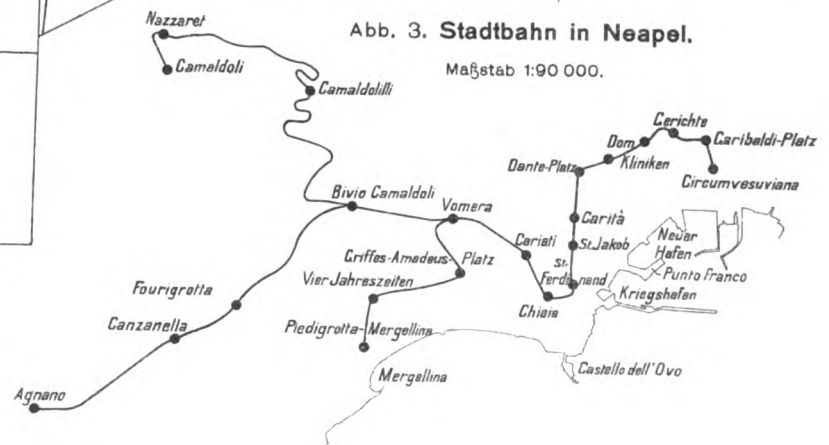 Abb. 3. Stadtbahn in Neapel.
Maßstab 1:90 000.
Nazzaret
Camaldoli
Camaldolilli
Bivio Camaldoli
Vomera
Cerichte
Dom
Garibaldi-Platz
Dante-Platz
Kliniken
Circumvesuviana
Carità
Cariati
St. Jakob
Neuer
Hafen
Griffes-Amadeus-Platz
St.
Ferdinand
Punto Franco
Fourigrotta
Vier Jahreszeiten
Kriegshafen
Chiaia
Canzanella
Piedigrotta-Mergellina
Mergellina
Castello dell'Ovo
Agnano